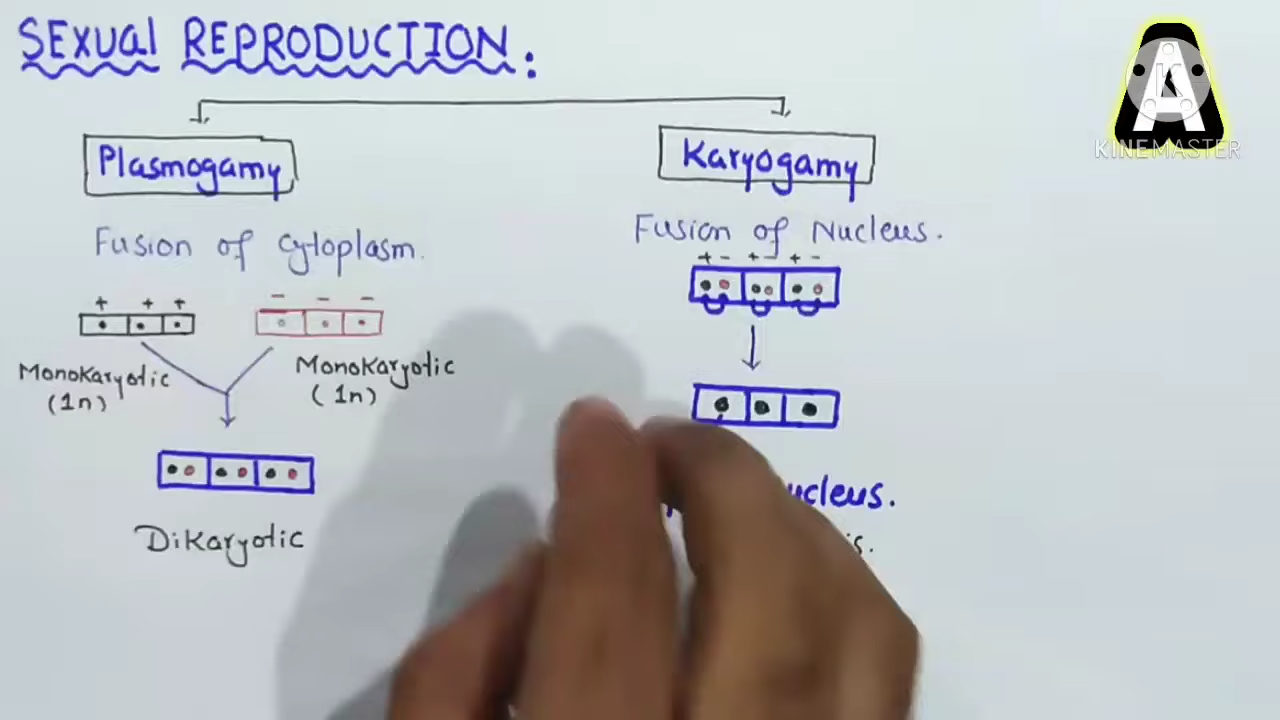 SEXUAL REPRODUCTION:
Plasmogamy
Fusion of Cytoplasm.
+ + +
- - -
Monokaryotic
(1n)
Monokaryotic
(1n)
Dikaryotic
Karyogamy
Fusion of Nucleus.
+ - + - + -
KINEMASTER